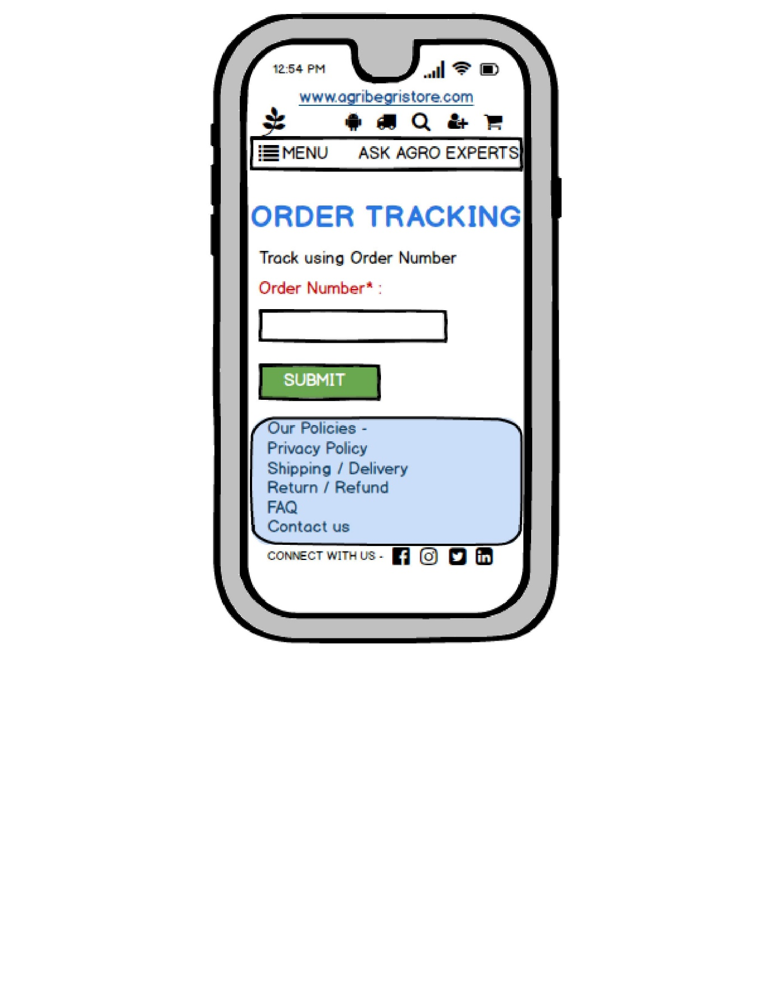 12:54 PM
www.agribegristore.com
MENU ASK AGRO EXPERTS
ORDER TRACKING
Track using Order Number
Order Number* :
SUBMIT
Our Policies -
Privacy Policy
Shipping / Delivery
Return / Refund
FAQ
Contact us
CONNECT WITH US -